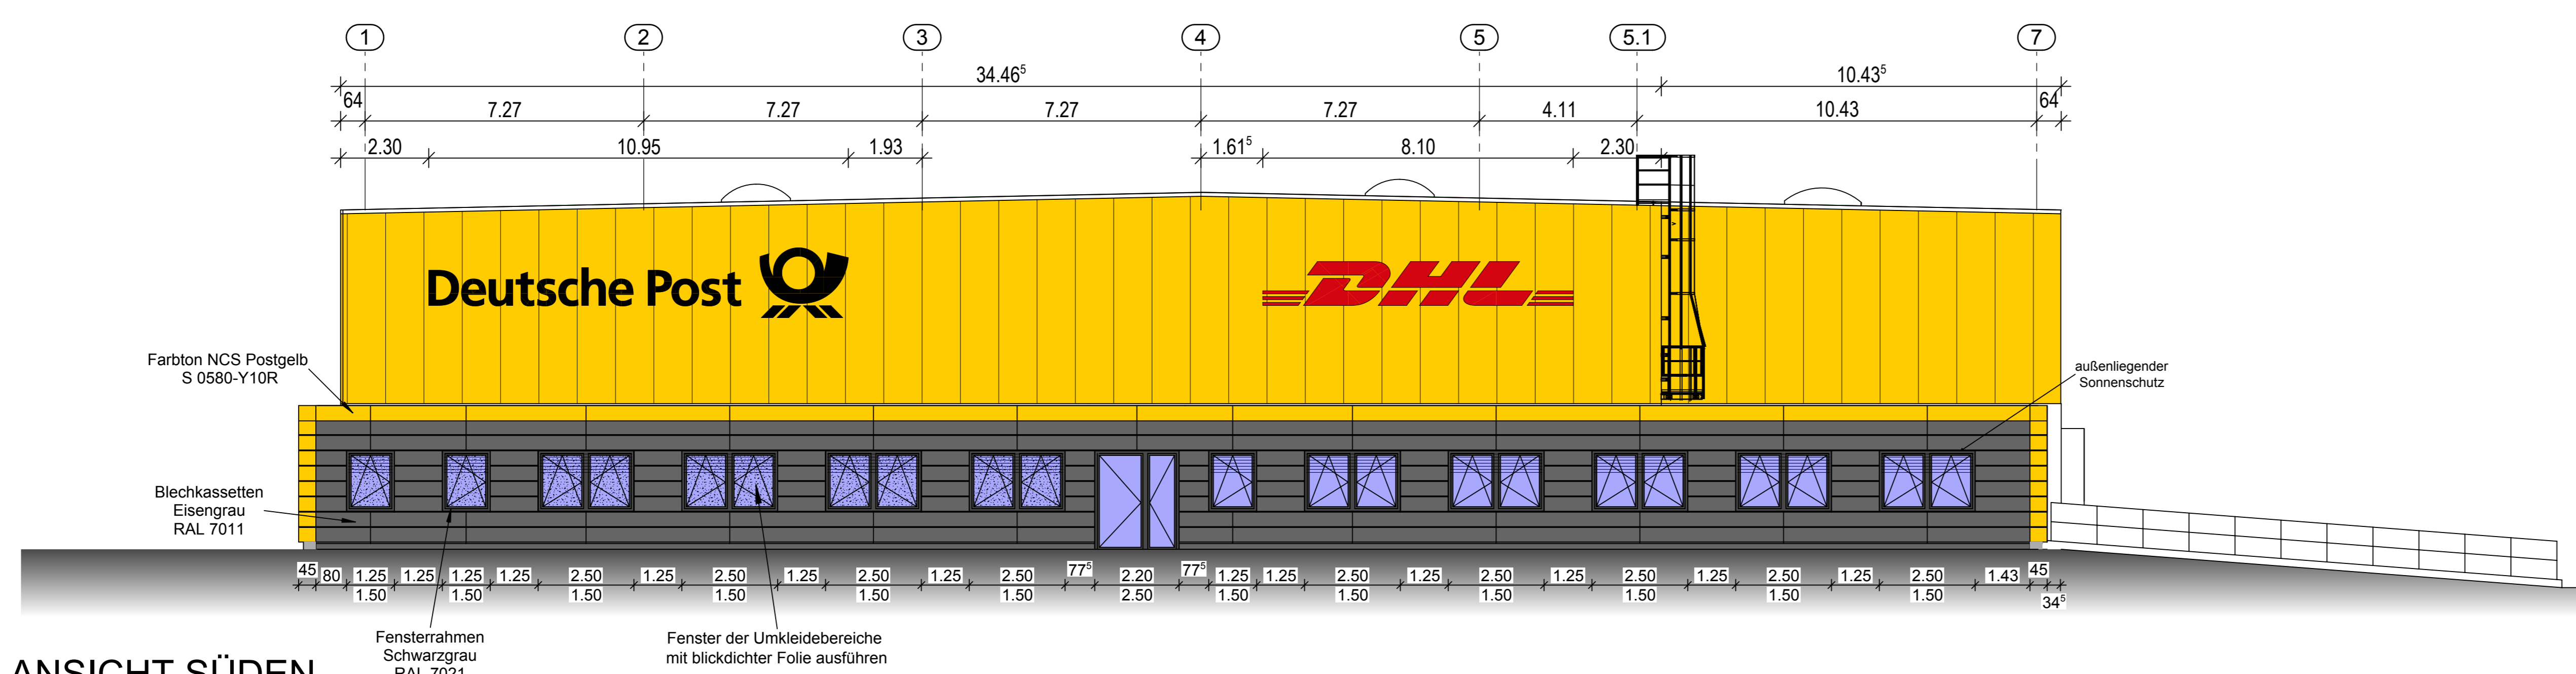 1 2 3 4 5 5.1 7
34.46⁵ 10.43⁵
64 7.27 7.27 7.27 7.27 4.11 10.43 64
2.30 10.95 1.93 1.61⁵ 8.10 2.30
Deutsche Post
DHL
Farbton NCS Postgelb
S 0580-Y10R
außenliegender
Sonnenschutz
Blechkassetten
Eisengrau
RAL 7011
45 80 1.25 1.25 1.25 1.25 2.50 1.25 2.50 1.25 2.50 1.25 2.50 77⁵ 2.20 77⁵ 1.25 1.25 2.50 1.25 2.50 1.25 2.50 1.25 2.50 1.25 2.50 1.43 45
1.50 1.50 1.50 1.50 1.50 1.50 2.50 1.50 1.50 1.50 1.50 1.50 1.50 34⁵
Fensterrahmen
Schwarzgrau
RAL 7021
Fenster der Umkleidebereiche
mit blickdichter Folie ausführen
ANSICHT SÜDEN